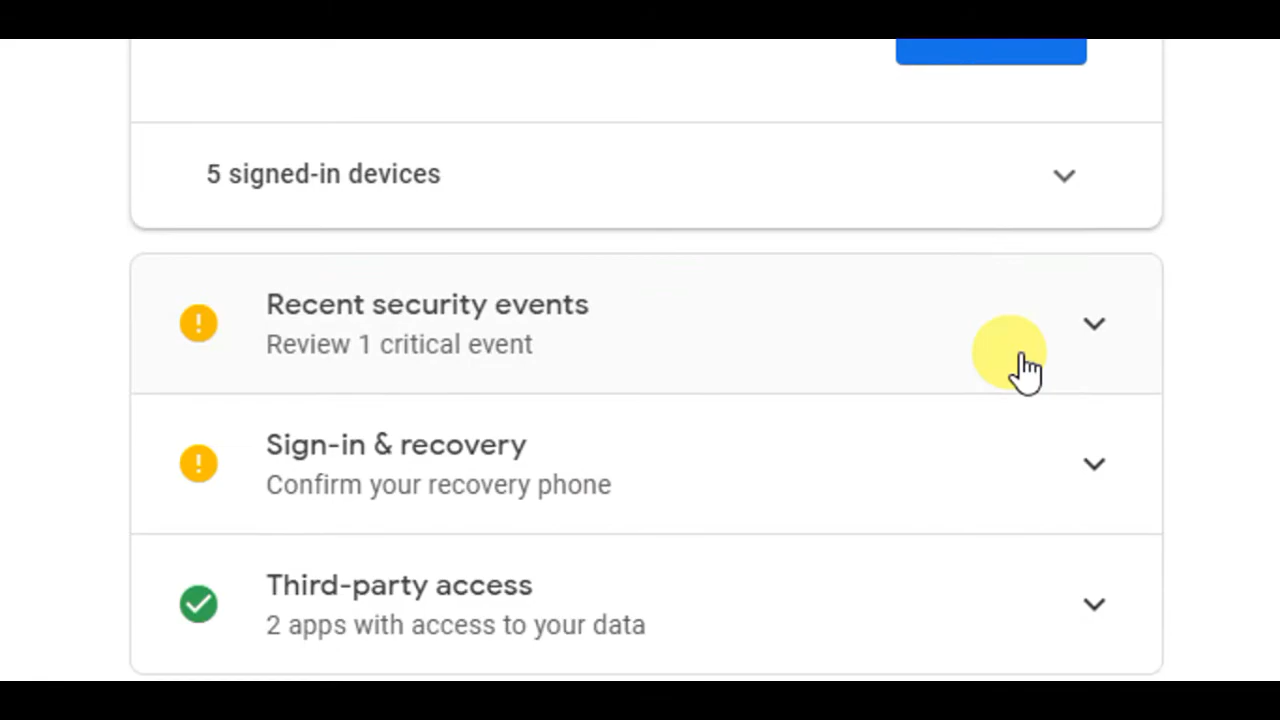 5 signed-in devices
Recent security events
Review 1 critical event
Sign-in & recovery
Confirm your recovery phone
Third-party access
2 apps with access to your data